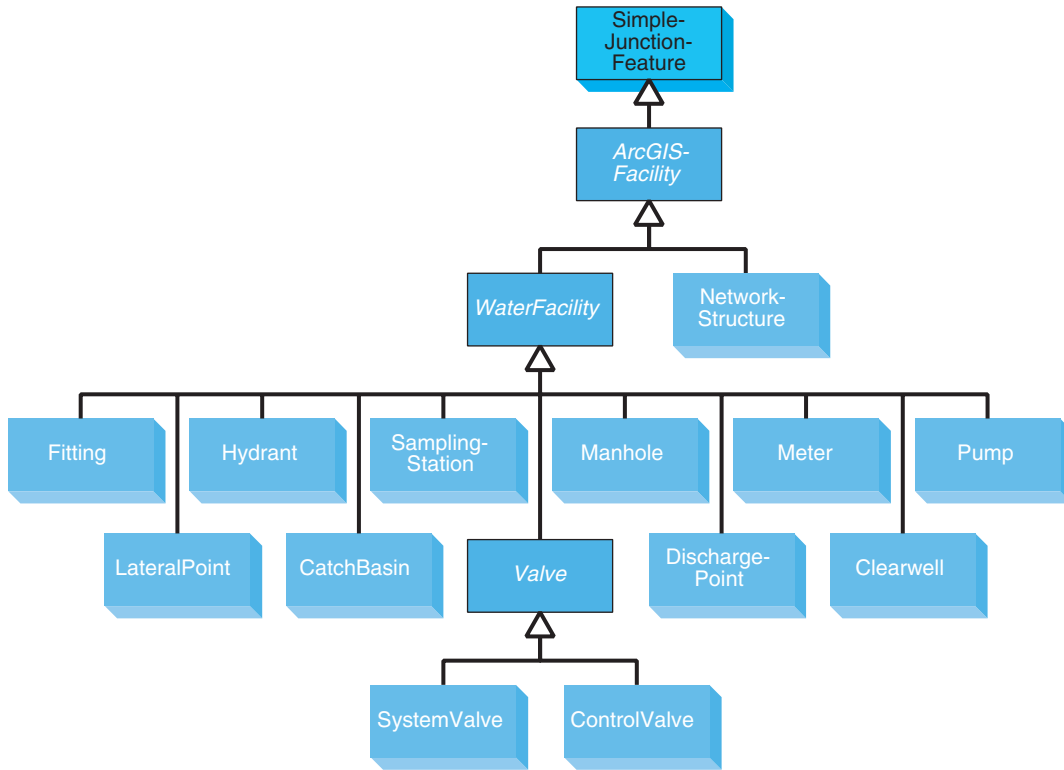 Simple-
Junction-
Feature
ArcGIS-
Facility
WaterFacility
Network-
Structure
Fitting
Hydrant
Sampling-
Station
Manhole
Meter
Pump
LateralPoint
CatchBasin
Valve
Discharge-
Point
Clearwell
SystemValve
ControlValve